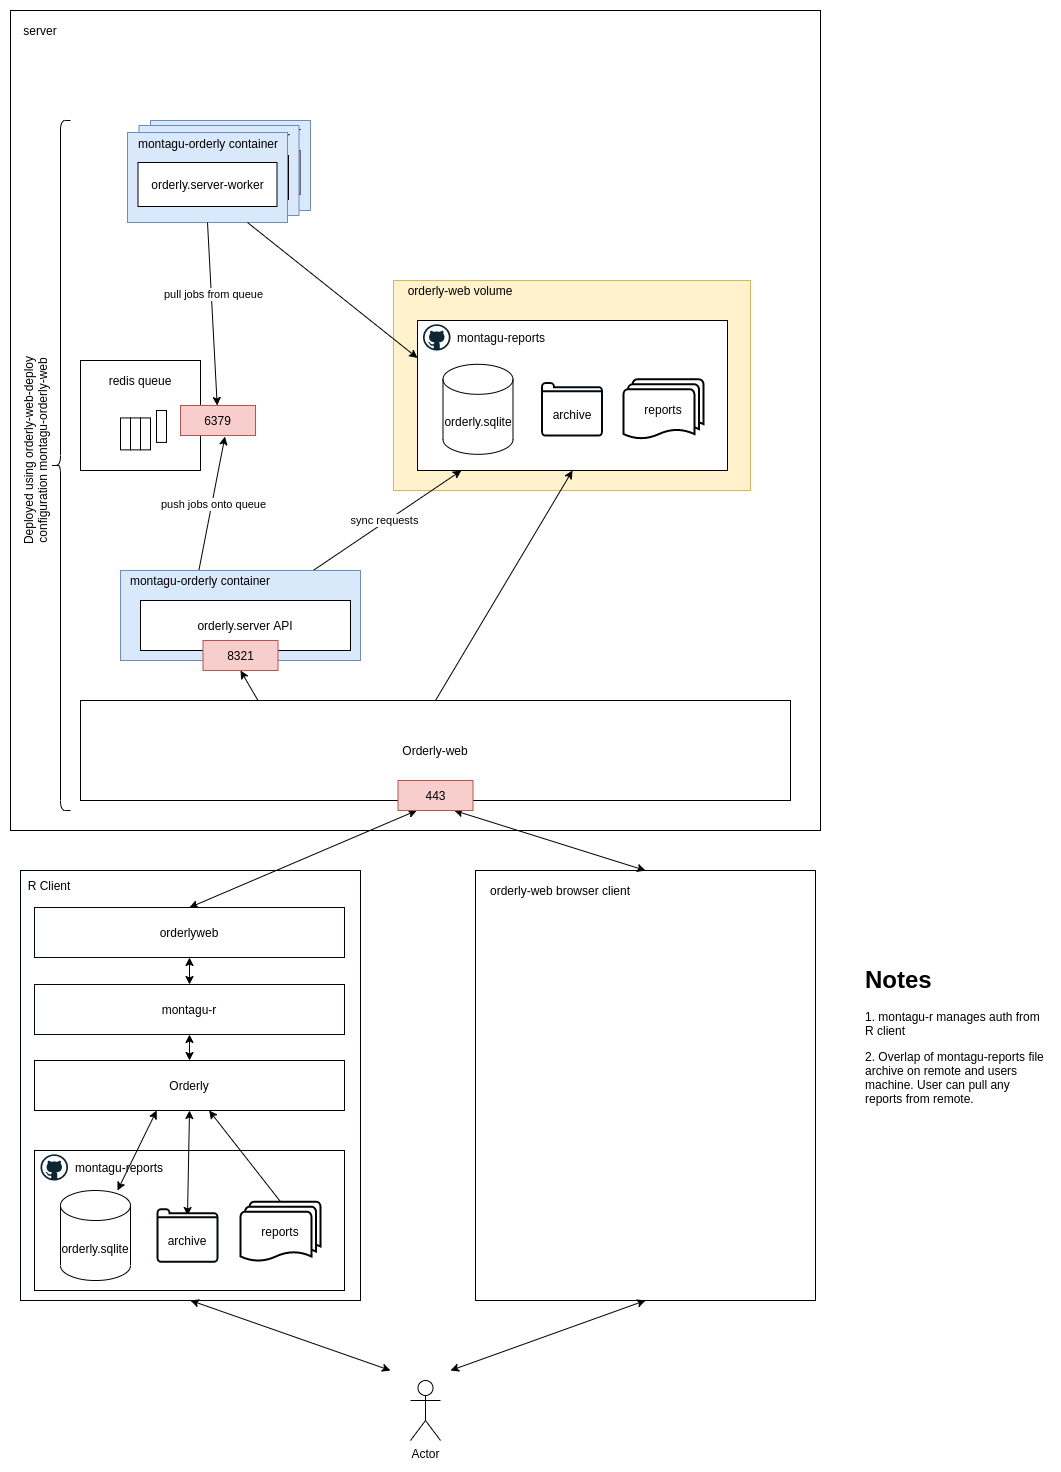 server
montagu-orderly container
orderly.server-worker
pull jobs from queue
orderly-web volume
montagu-reports
orderly.sqlite
archive
reports
redis queue
6379
Deployed using orderly-web-deploy
configuration montagu-orderly-web
push jobs onto queue
sync requests
montagu-orderly container
orderly.server API
8321
Orderly-web
443
R Client
orderlyweb
montagu-r
Orderly
montagu-reports
orderly.sqlite
archive
reports
orderly-web browser client
Notes
1. montagu-r manages auth from
R client
2. Overlap of montagu-reports file
archive on remote and users
machine. User can pull any
reports from remote.
Actor